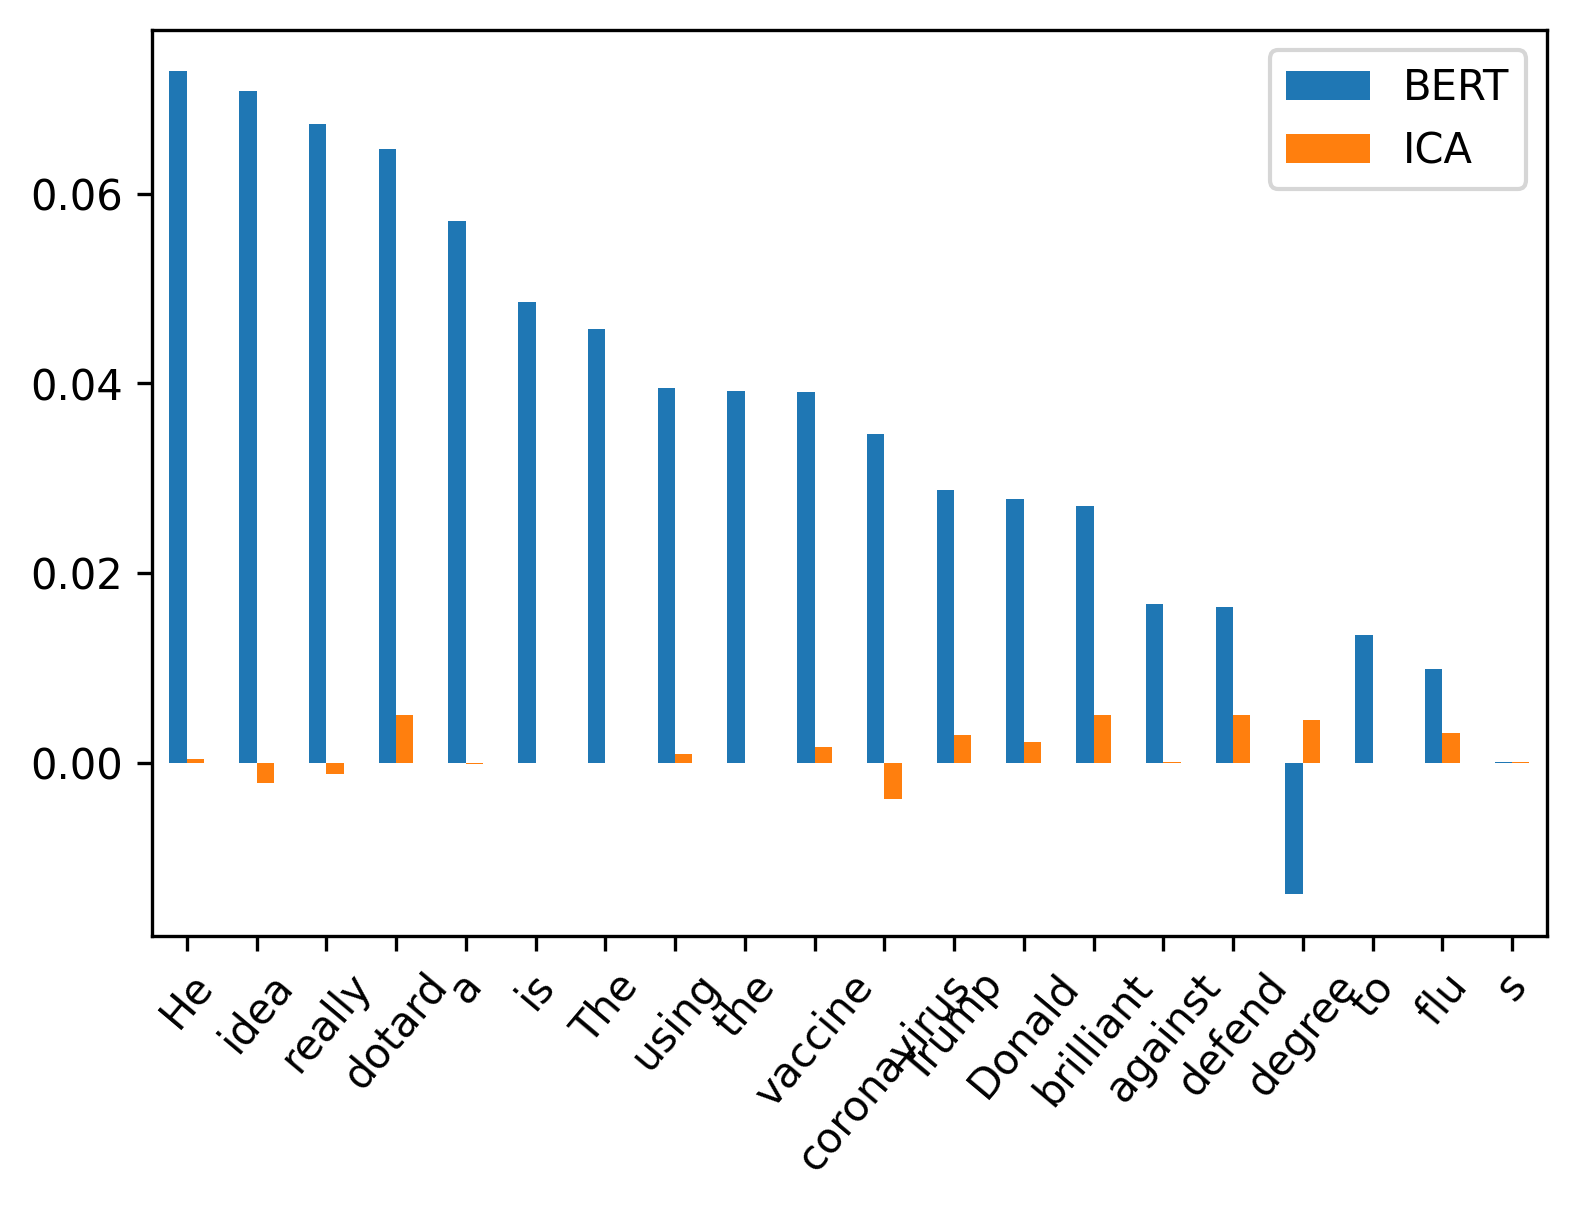 BERT
ICA
0.06
0.04
0.02
0.00
He
idea
really
dotard
a
is
The
using
the
vaccine
coronavirus
Trump
Donald
brilliant
against
defend
degree
to
flu
s